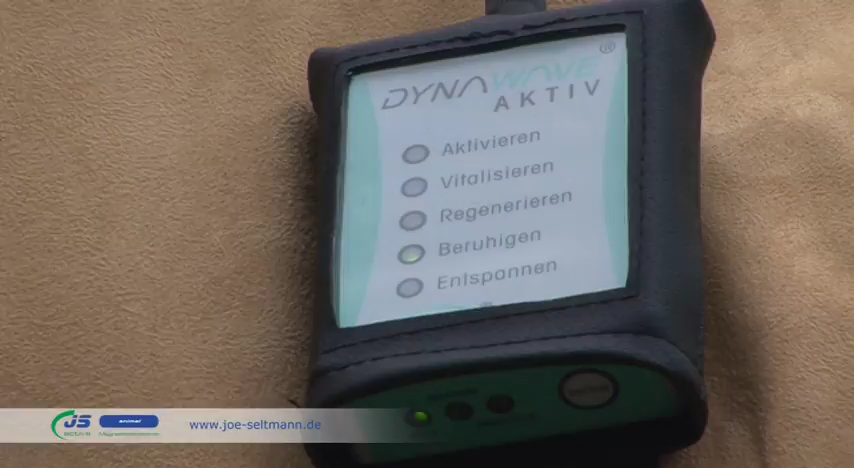 DYNAWAVE®
AKTIV
Aktivieren
Vitalisieren
Regenerieren
Beruhigen
Entspannen
JS
animal
www.joe-seltmann.de